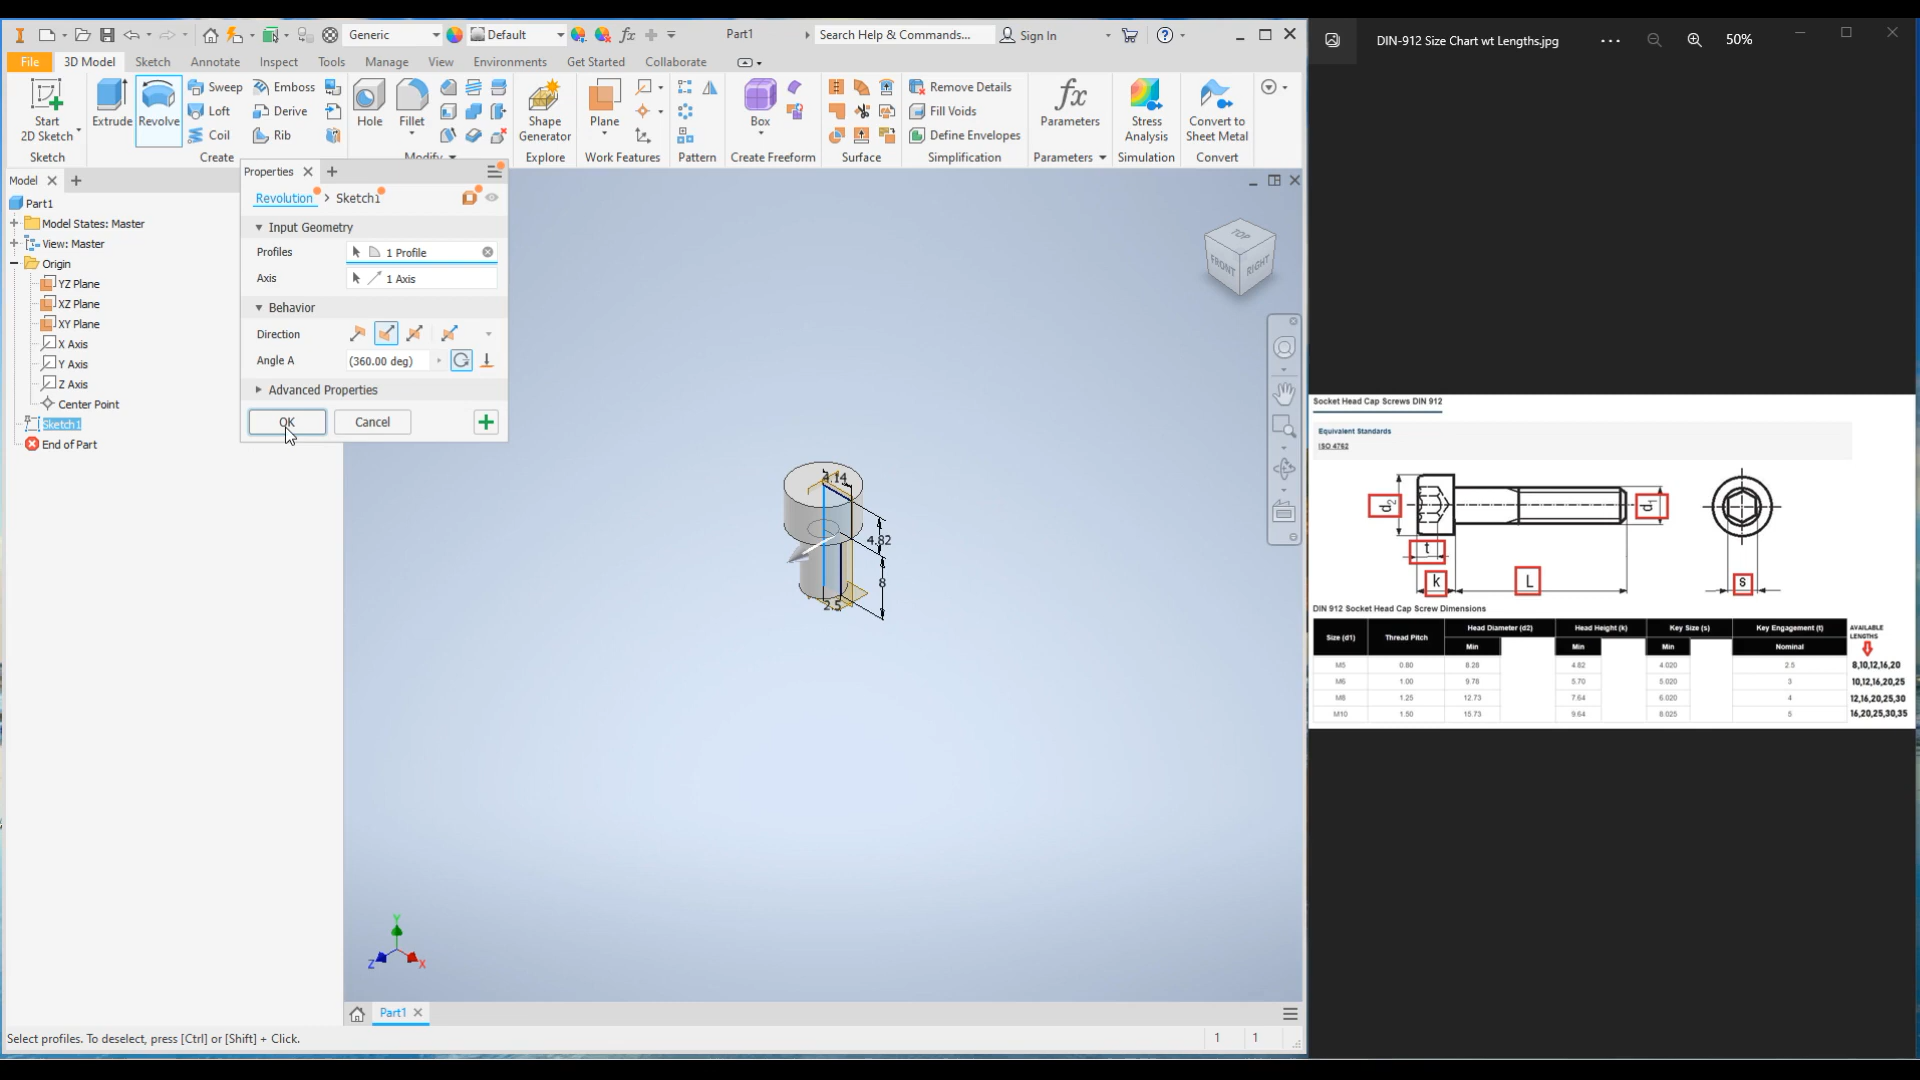 Generic
Default
Part1
Search Help & Commands...
Sign In
DIN-912 Size Chart wt Lengths.jpg
50%
File 3D Model Sketch Annotate Inspect Tools Manage View Environments Get Started Collaborate
Start
2D Sketch
Extrude
Revolve
Sweep
Loft
Coil
Emboss
Derive
Rib
Hole
Fillet
Shape
Generator
Plane
Box
Remove Details
Fill Voids
Define Envelopes
fx
Parameters
Stress
Analysis
Convert to
Sheet Metal
Sketch Create Modify Explore Work Features Pattern Create Freeform Surface Simplification Parameters Simulation Convert
Model
Part1
Model States: Master
View: Master
Origin
YZ Plane
XZ Plane
XY Plane
X Axis
Y Axis
Z Axis
Center Point
Sketch1
End of Part
Properties
Revolution > Sketch1
Input Geometry
Profiles 1 Profile
Axis 1 Axis
Behavior
Direction
Angle A (360.00 deg)
Advanced Properties
OK Cancel
TOP
FRONT RIGHT
4.14
4.82
8
2.5
Y
Z X
Part1
Select profiles. To deselect, press [Ctrl] or [Shift] + Click.
1 1
Socket Head Cap Screws DIN 912
Equivalent Standards
ISO 4762
d2
d1
t
k L s
DIN 912 Socket Head Cap Screw Dimensions
Size (d1) Thread Pitch Head Diameter (d2) Head Height (k) Key Size (s) Key Engagement (t) AVAILABLE
LENGTHS
Min Min Min Nominal
M5 0.80 8.28 4.82 4.020 2.5 8,10,12,16,20
M6 1.00 9.78 5.70 5.020 3 10,12,16,20,25
M8 1.25 12.73 7.64 6.020 4 12,16,20,25,30
M10 1.50 15.73 9.64 8.025 5 16,20,25,30,35